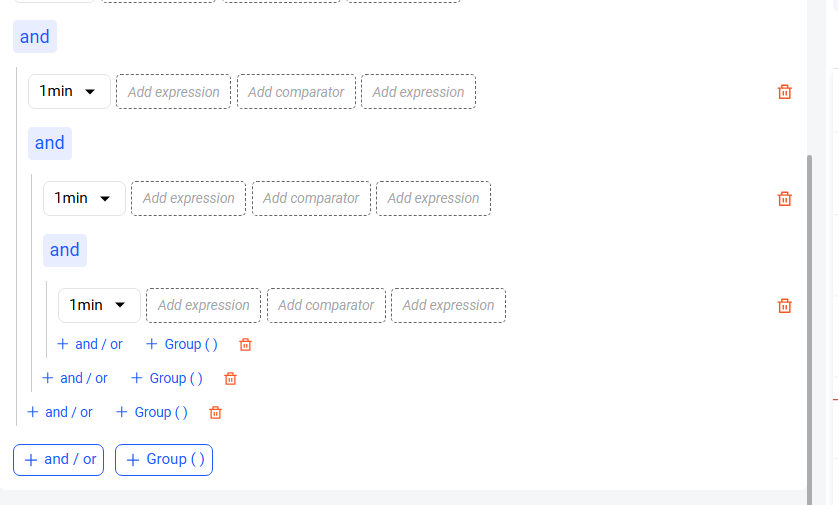 and
1min Add expression Add comparator Add expression
and
1min Add expression Add comparator Add expression
and
1min Add expression Add comparator Add expression
+ and / or + Group ( )
+ and / or + Group ( )
+ and / or + Group ( )
+ and / or + Group ( )